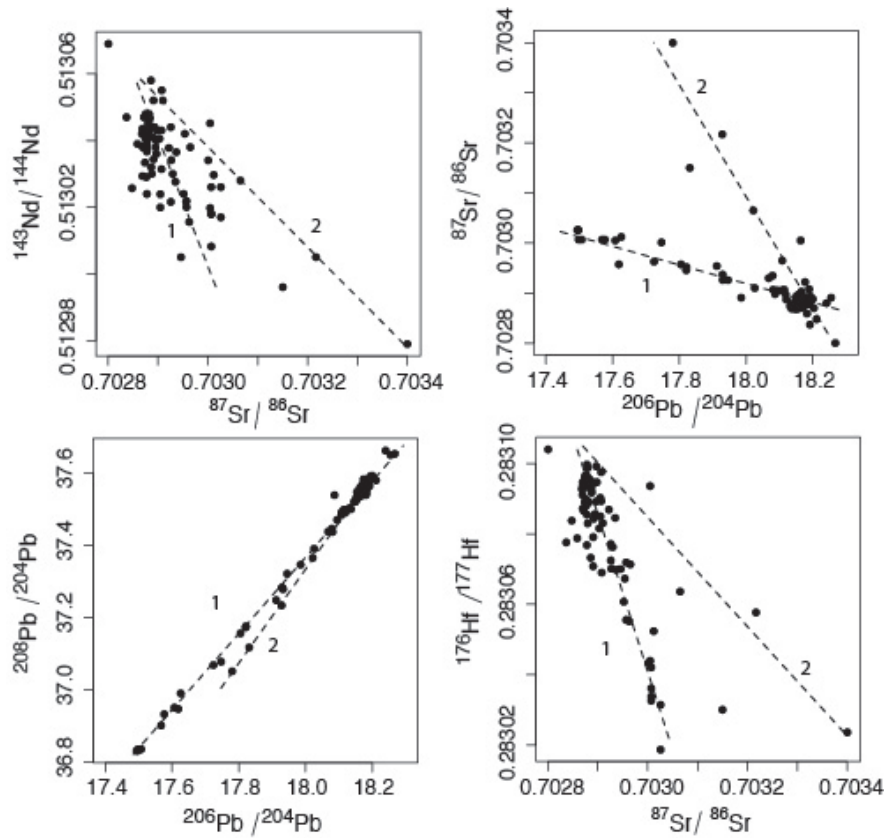 0.51306
0.51302
0.51298
¹⁴³Nd/¹⁴⁴Nd
1
2
0.7028 0.7030 0.7032 0.7034
⁸⁷Sr/⁸⁶Sr
0.7034
0.7032
0.7030
0.7028
⁸⁷Sr/⁸⁶Sr
2
1
17.4 17.6 17.8 18.0 18.2
²⁰⁶Pb/²⁰⁴Pb
37.6
37.4
37.2
37.0
36.8
²⁰⁸Pb/²⁰⁴Pb
1
2
17.4 17.6 17.8 18.0 18.2
²⁰⁶Pb/²⁰⁴Pb
0.28310
0.28306
0.28302
¹⁷⁶Hf/¹⁷⁷Hf
1
2
0.7028 0.7030 0.7032 0.7034
⁸⁷Sr/⁸⁶Sr